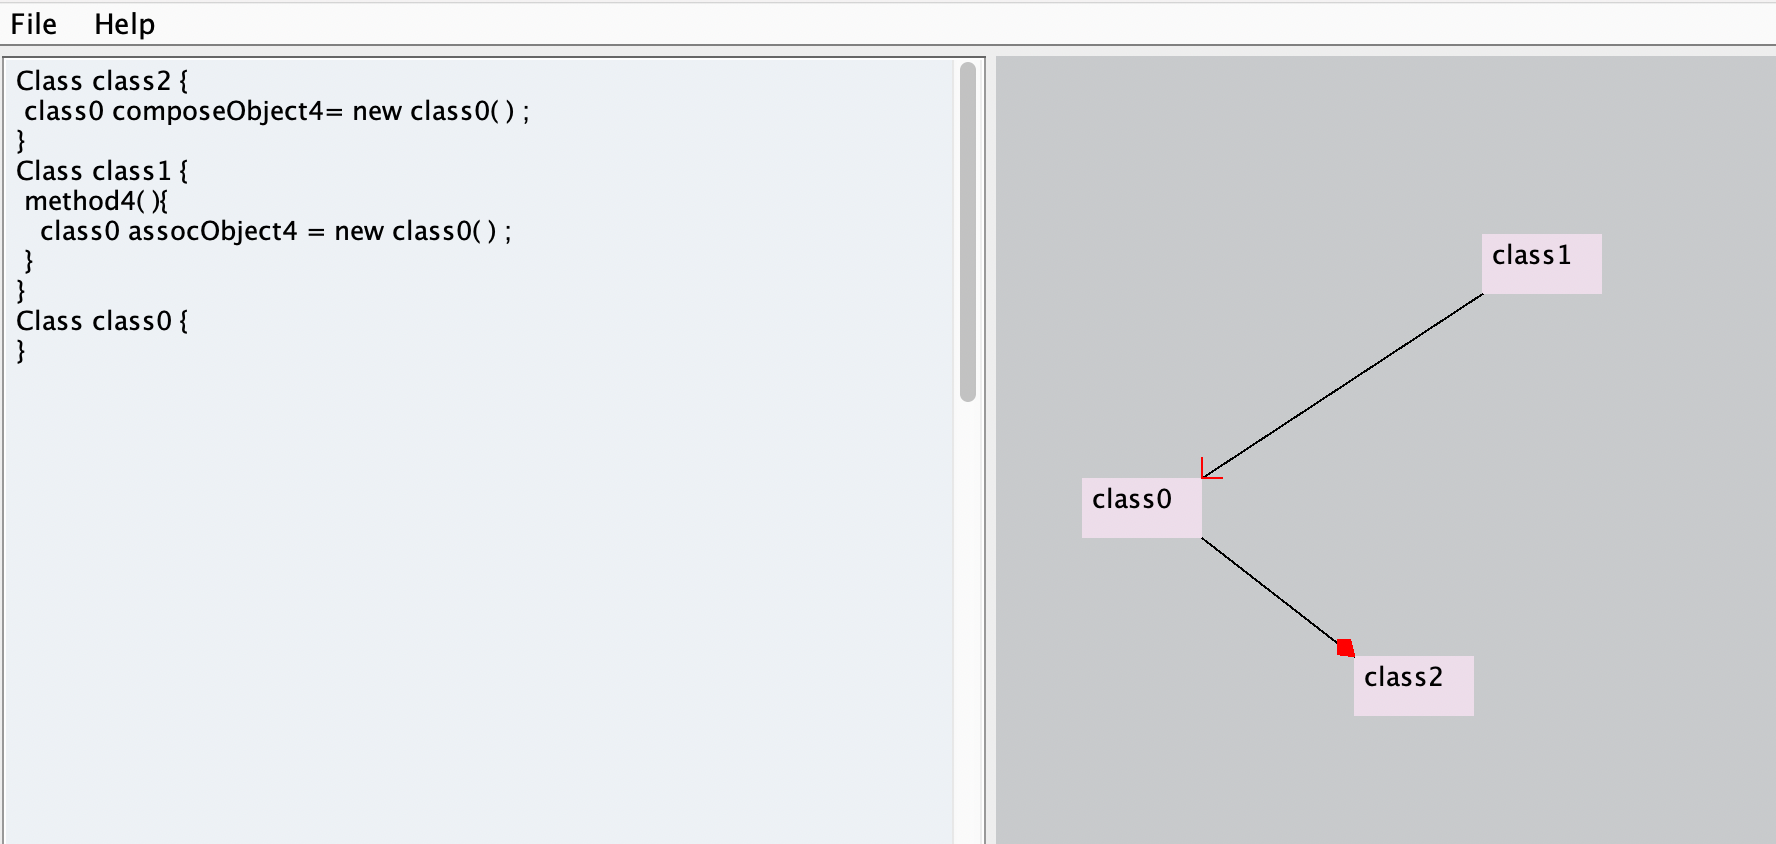 File Help
Class class2 {
class0 composeObject4= new class0( ) ;
}
Class class1 {
method4( ){
class0 assocObject4 = new class0( ) ;
}
}
Class class0 {
}
class1
class0
class2